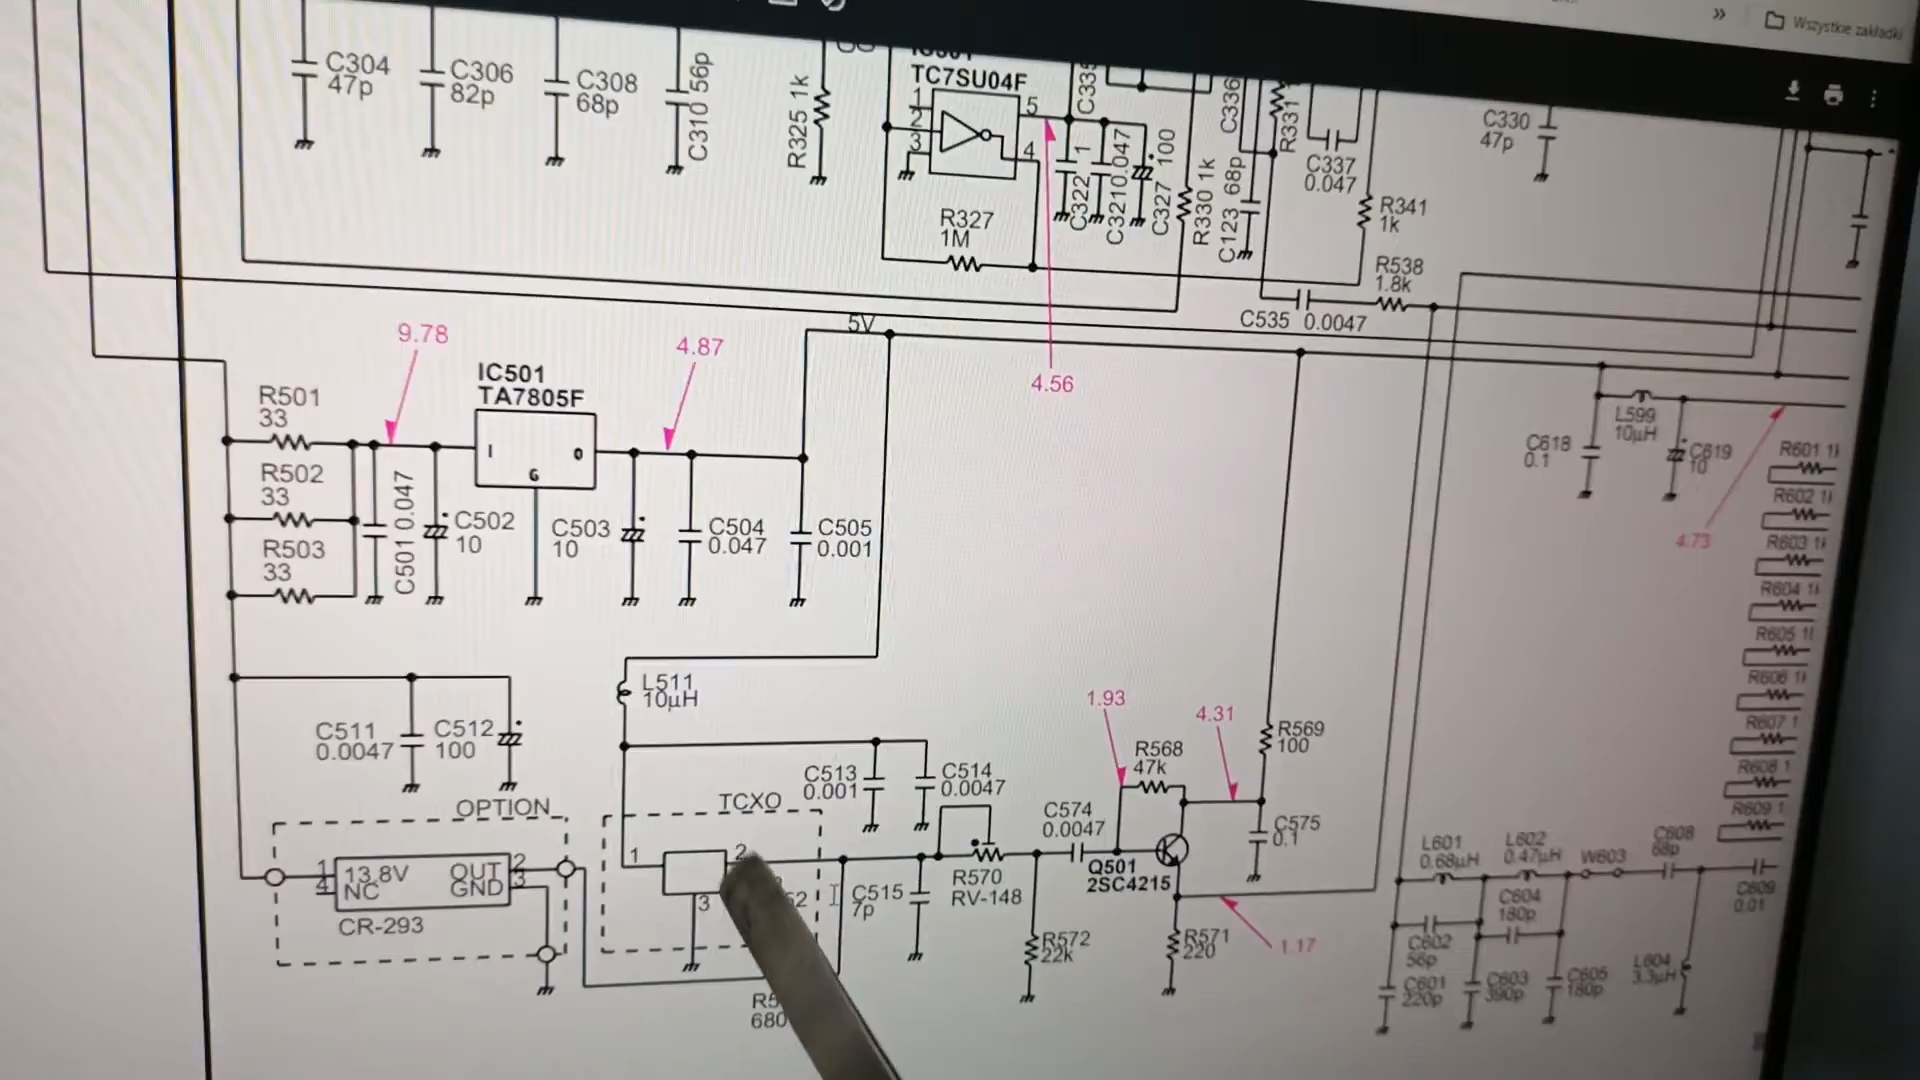 » Wszystkie zakładki
C304
47p
C306
82p
C308
68p
C310 56p
R325 1k
TC7SU04F
1
2
3
5
4
R327
1M
C335
C322 1
C321 0.047
C327 100
R330 1k
C123 68p
C336
R331
C337
0.047
R341
1k
C330
47p
R538
1.8k
C535 0.0047
5V
9.78
4.87
4.56
IC501
TA7805F
I
O
G
R501
33
R502
33
R503
33
C501 0.047
C502
10
C503
10
C504
0.047
C505
0.001
C618
0.1
L599
10µH
C619
10
4.73
R601 1k
R602 1k
R603 1k
R604 1k
R605 1k
R606 1k
R607 1
R608 1
R609 1
C511
0.0047
C512
100
L511
10µH
OPTION
1
4
13.8V
NC
OUT
GND
2
3
CR-293
TCXO
1
2
3
C513
0.001
C514
0.0047
C515
7p
R570
RV-148
C574
0.0047
1.93
4.31
R568
47k
R569
100
C575
0.1
Q501
2SC4215
R572
22k
R571
220
1.17
680
L601
0.68µH
L602
0.47µH
W603
C608
68p
C609
0.01
C604
180p
C602
56p
C601
220p
C603
390p
C605
180p
L604
3.3µH